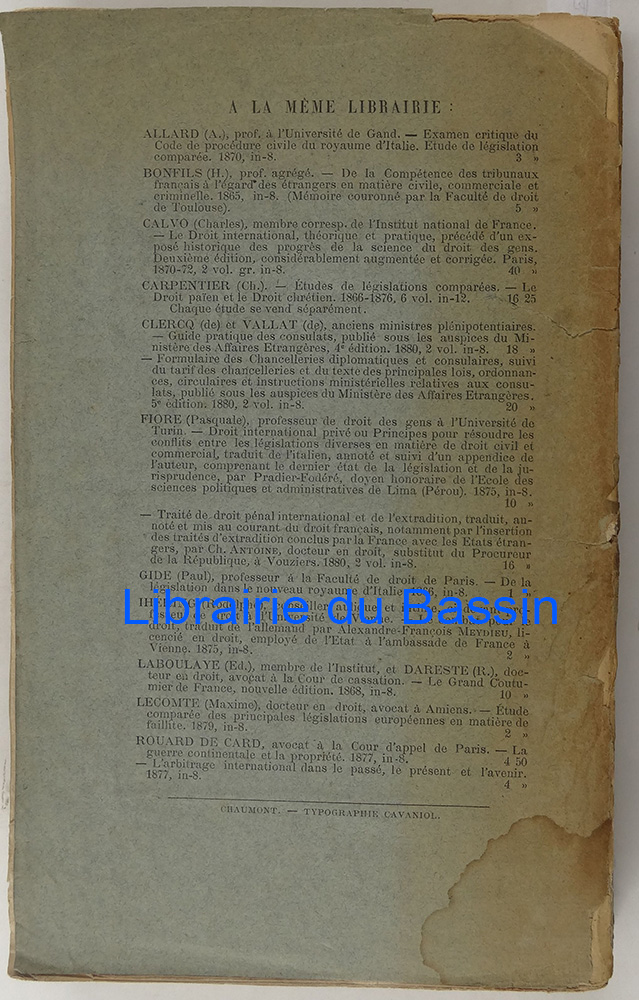 A LA MÊME LIBRAIRIE :
ALLARD (A.), prof. à l'Université de Gand. — Examen critique du
Code de procédure civile du royaume d'Italie. Etude de législation
comparée. 1870, in-8. 3 »
BONFILS (H.), prof. agrégé. — De la Compétence des tribunaux
français à l'égard des étrangers en matière civile, commerciale et
criminelle. 1865, in-8. (Mémoire couronné par la Faculté de droit
de Toulouse). 5 »
CALVO (Charles), membre corresp. de l'Institut national de France.
— Le Droit international, théorique et pratique, précédé d'un ex-
posé historique des progrès de la science du droit des gens.
Deuxième édition, considérablement augmentée et corrigée. Paris,
1870-72, 2 vol. gr. in-8. 40 »
CARPENTIER (Ch.). — Études de législations comparées. — Le
Droit païen et le Droit chrétien. 1866-1876, 6 vol. in-12. 16 25
Chaque étude se vend séparément.
CLERCQ (de) et VALLAT (de), anciens ministres plénipotentiaires.
— Guide pratique des consulats, publié sous les auspices du Mi-
nistère des Affaires Etrangères, 4e édition. 1880, 2 vol. in-8. 18 »
— Formulaire des Chancelleries diplomatiques et consulaires, suivi
du tarif des chancelleries et du texte des principales lois, ordonnan-
ces, circulaires et instructions ministérielles relatives aux consu-
lats, publié sous les auspices du Ministère des Affaires Etrangères.
5e édition. 1880, 2 vol. in-8. 20 »
FIORE (Pasquale), professeur de droit des gens à l'Université de
Turin. — Droit international privé ou Principes pour résoudre les
conflits entre les législations diverses en matière de droit civil et
commercial, traduit de l'italien, annoté et suivi d'un appendice de
l'auteur, comprenant le dernier état de la législation et de la ju-
risprudence, par Pradier-Fodéré, doyen honoraire de l'Ecole des
sciences politiques et administratives de Lima (Pérou). 1875, in-8.
10 »
— Traité de droit pénal international et de l'extradition, traduit, an-
noté et mis au courant du droit français, notamment par l'insertion
des traités d'extradition conclus par la France avec les Etats étran-
gers, par Ch. ANTOINE, docteur en droit, substitut du Procureur
de la République, à Vouziers. 1880, 2 vol. in-8. 16 »
GIDE (Paul), professeur à la Faculté de droit de Paris. — De la
législation dans le nouveau royaume d'Italie. in-8. 1 »
Librairie du Bassin
droit, traduit de l'allemand par Alexandre-François MEYDIEU, li-
cencié en droit, employé de l'Etat à l'ambassade de France à
Vienne. 1875, in-8. 2 »
LABOULAYE (Ed.), membre de l'Institut, et DARESTE (R.), doc-
teur en droit, avocat à la Cour de cassation. — Le Grand Coutu-
mier de France, nouvelle édition. 1868, in-8. 10 »
LECOMTE (Maxime), docteur en droit, avocat à Amiens. — Étude
comparée des principales législations européennes en matière de
faillite. 1879, in-8. 2 »
ROUARD DE CARD, avocat à la Cour d'appel de Paris. — La
guerre continentale et la propriété. 1877, in-8. 4 50
— L'arbitrage international dans le passé, le présent et l'avenir.
1877, in-8. 4 »
CHAUMONT. — TYPOGRAPHIE CAVANIOL.